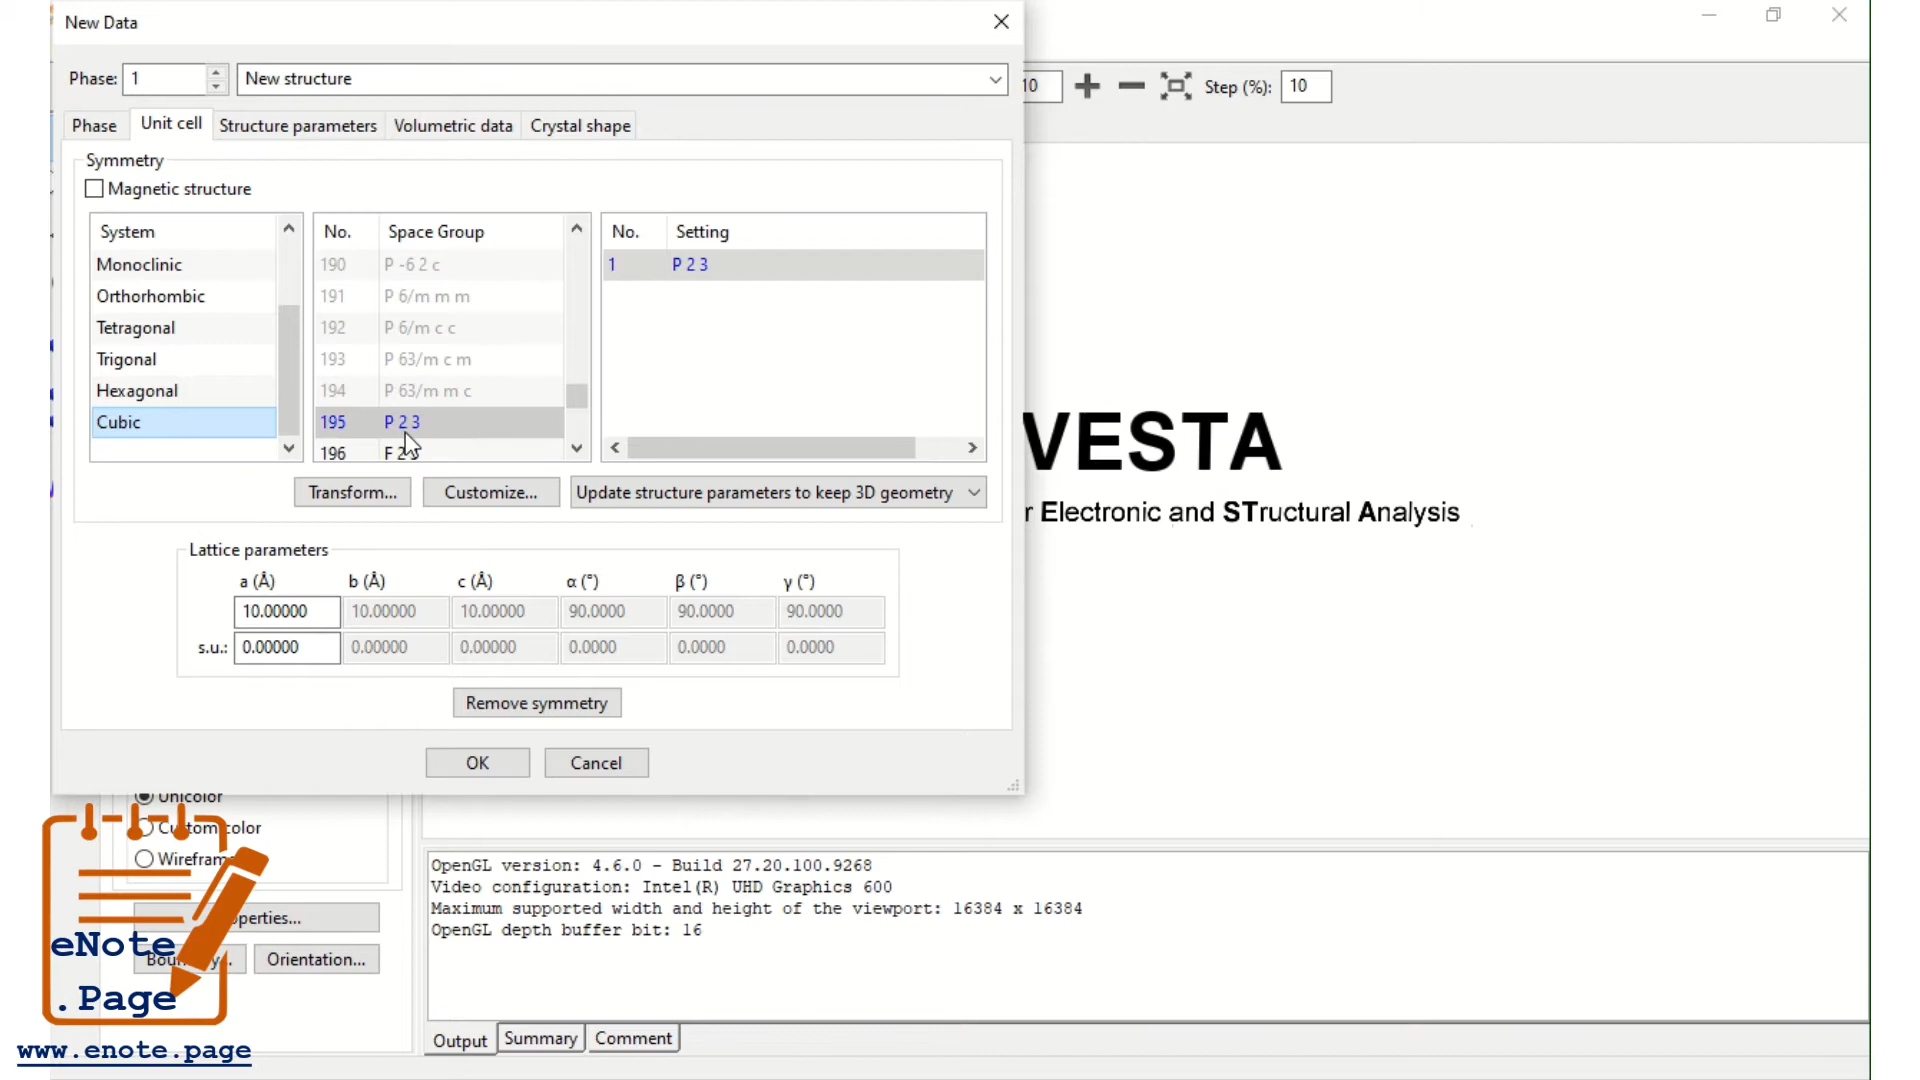 New Data
Phase: 1 New structure
10 Step (%): 10
Phase Unit cell Structure parameters Volumetric data Crystal shape
Symmetry
Magnetic structure
System No. Space Group No. Setting
Monoclinic 190 P -6 2 c 1 P 2 3
Orthorhombic 191 P 6/m m m
Tetragonal 192 P 6/m c c
Trigonal 193 P 63/m c m
Hexagonal 194 P 63/m m c
Cubic 195 P 2 3
196 F 2 3
Transform... Customize... Update structure parameters to keep 3D geometry
VESTA
r Electronic and STructural Analysis
Lattice parameters
a (Å) b (Å) c (Å) α (°) β (°) γ (°)
10.00000 10.00000 10.00000 90.0000 90.0000 90.0000
s.u.: 0.00000 0.00000 0.00000 0.0000 0.0000 0.0000
Remove symmetry
OK Cancel
Unicolor
Custom color
Wireframe
operties...
Boundary... Orientation...
OpenGL version: 4.6.0 - Build 27.20.100.9268
Video configuration: Intel(R) UHD Graphics 600
Maximum supported width and height of the viewport: 16384 x 16384
OpenGL depth buffer bit: 16
Output Summary Comment
eNote
.Page
www.enote.page